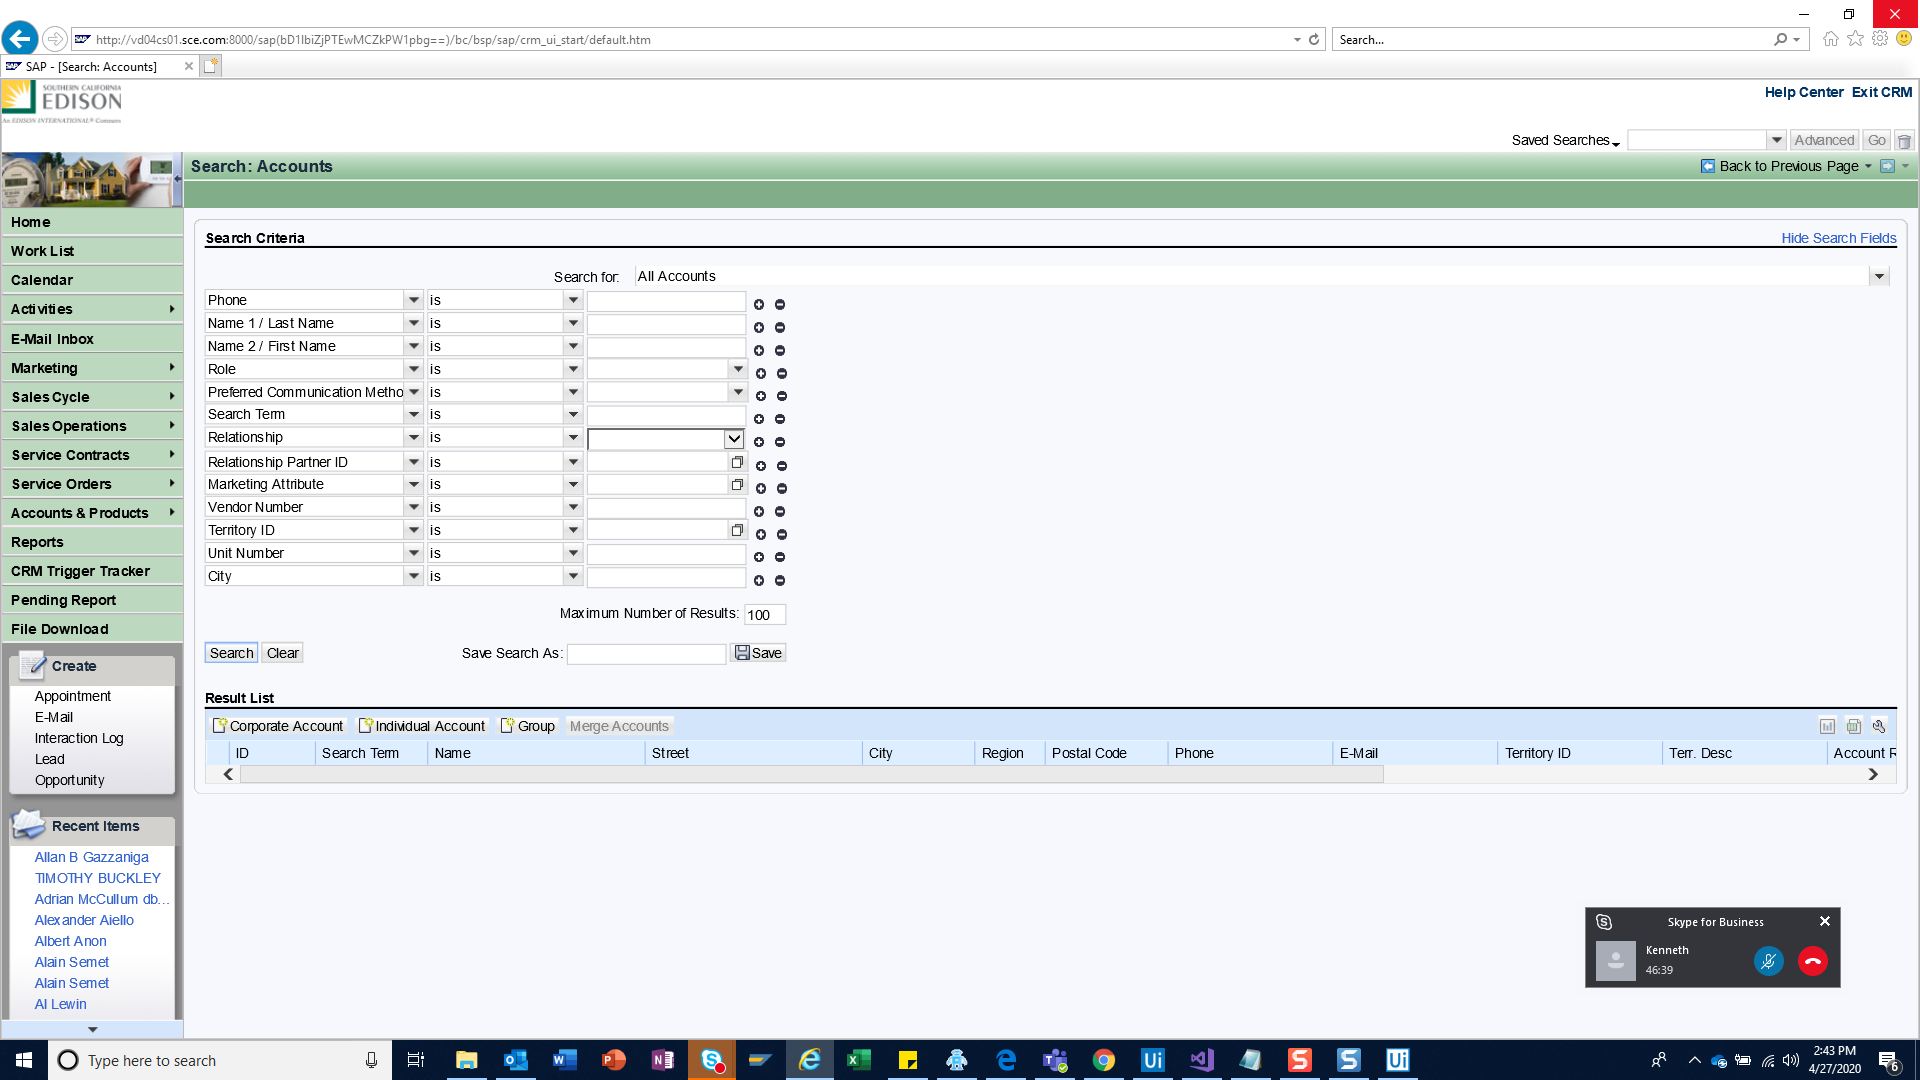 http://vd04cs01.sce.com:8000/sap(bD1lbiZjPTEwMCZkPW1pbg==)/bc/bsp/sap/crm_ui_start/default.htm
Search...
SAP - [Search: Accounts]
SOUTHERN CALIFORNIA
EDISON
An EDISON INTERNATIONAL® Company
Help Center Exit CRM
Saved Searches Advanced Go
Search: Accounts
Back to Previous Page
Home
Work List
Calendar
Activities
E-Mail Inbox
Marketing
Sales Cycle
Sales Operations
Service Contracts
Service Orders
Accounts & Products
Reports
CRM Trigger Tracker
Pending Report
File Download
Create
Appointment
E-Mail
Interaction Log
Lead
Opportunity
Recent Items
Allan B Gazzaniga
TIMOTHY BUCKLEY
Adrian McCullum db...
Alexander Aiello
Albert Anon
Alain Semet
Alain Semet
Al Lewin
Search Criteria
Hide Search Fields
Search for: All Accounts
Phone is
Name 1 / Last Name is
Name 2 / First Name is
Role is
Preferred Communication Metho is
Search Term is
Relationship is
Relationship Partner ID is
Marketing Attribute is
Vendor Number is
Territory ID is
Unit Number is
City is
Maximum Number of Results: 100
Search Clear Save Search As: Save
Result List
Corporate Account Individual Account Group Merge Accounts
ID Search Term Name Street City Region Postal Code Phone E-Mail Territory ID Terr. Desc Account R
Skype for Business
Kenneth
46:39
Type here to search
2:43 PM
4/27/2020
6